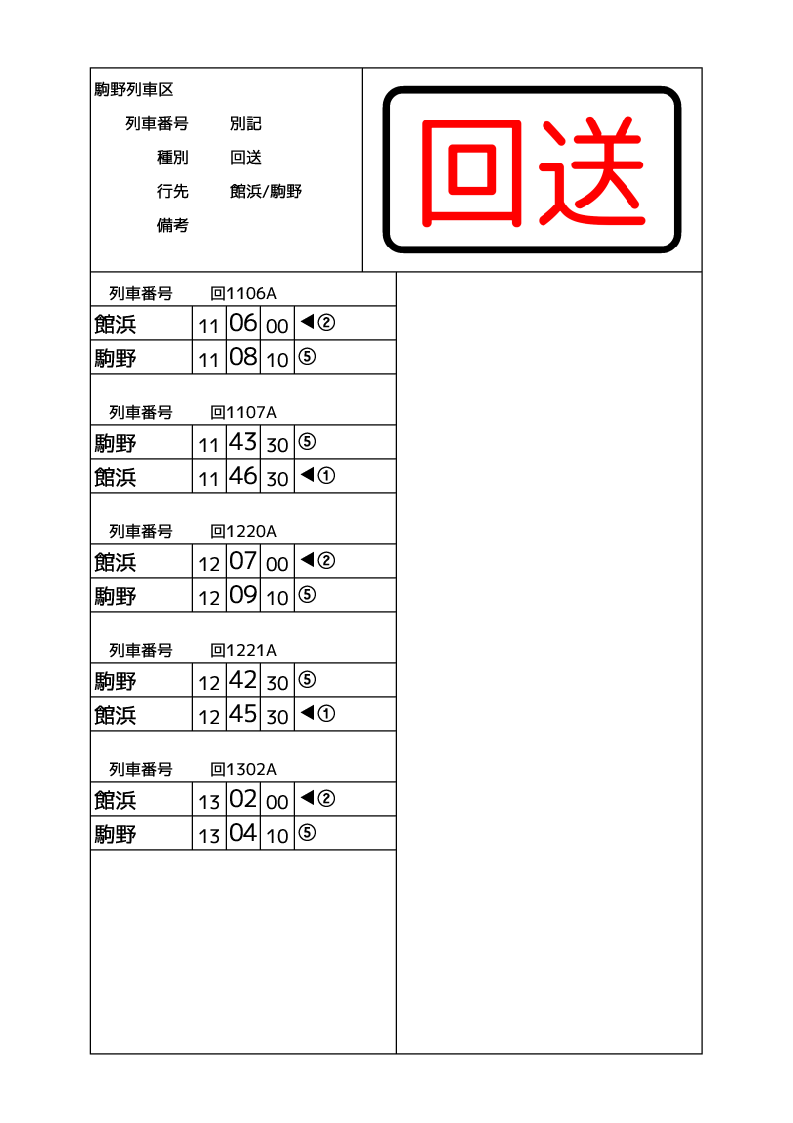 駒野列車区
列車番号 別記
種別 回送
行先 館浜/駒野
備考
回送
列車番号 回1106A
館浜 11 06 00 ◀②
駒野 11 08 10 ⑤
列車番号 回1107A
駒野 11 43 30 ⑤
館浜 11 46 30 ◀①
列車番号 回1220A
館浜 12 07 00 ◀②
駒野 12 09 10 ⑤
列車番号 回1221A
駒野 12 42 30 ⑤
館浜 12 45 30 ◀①
列車番号 回1302A
館浜 13 02 00 ◀②
駒野 13 04 10 ⑤